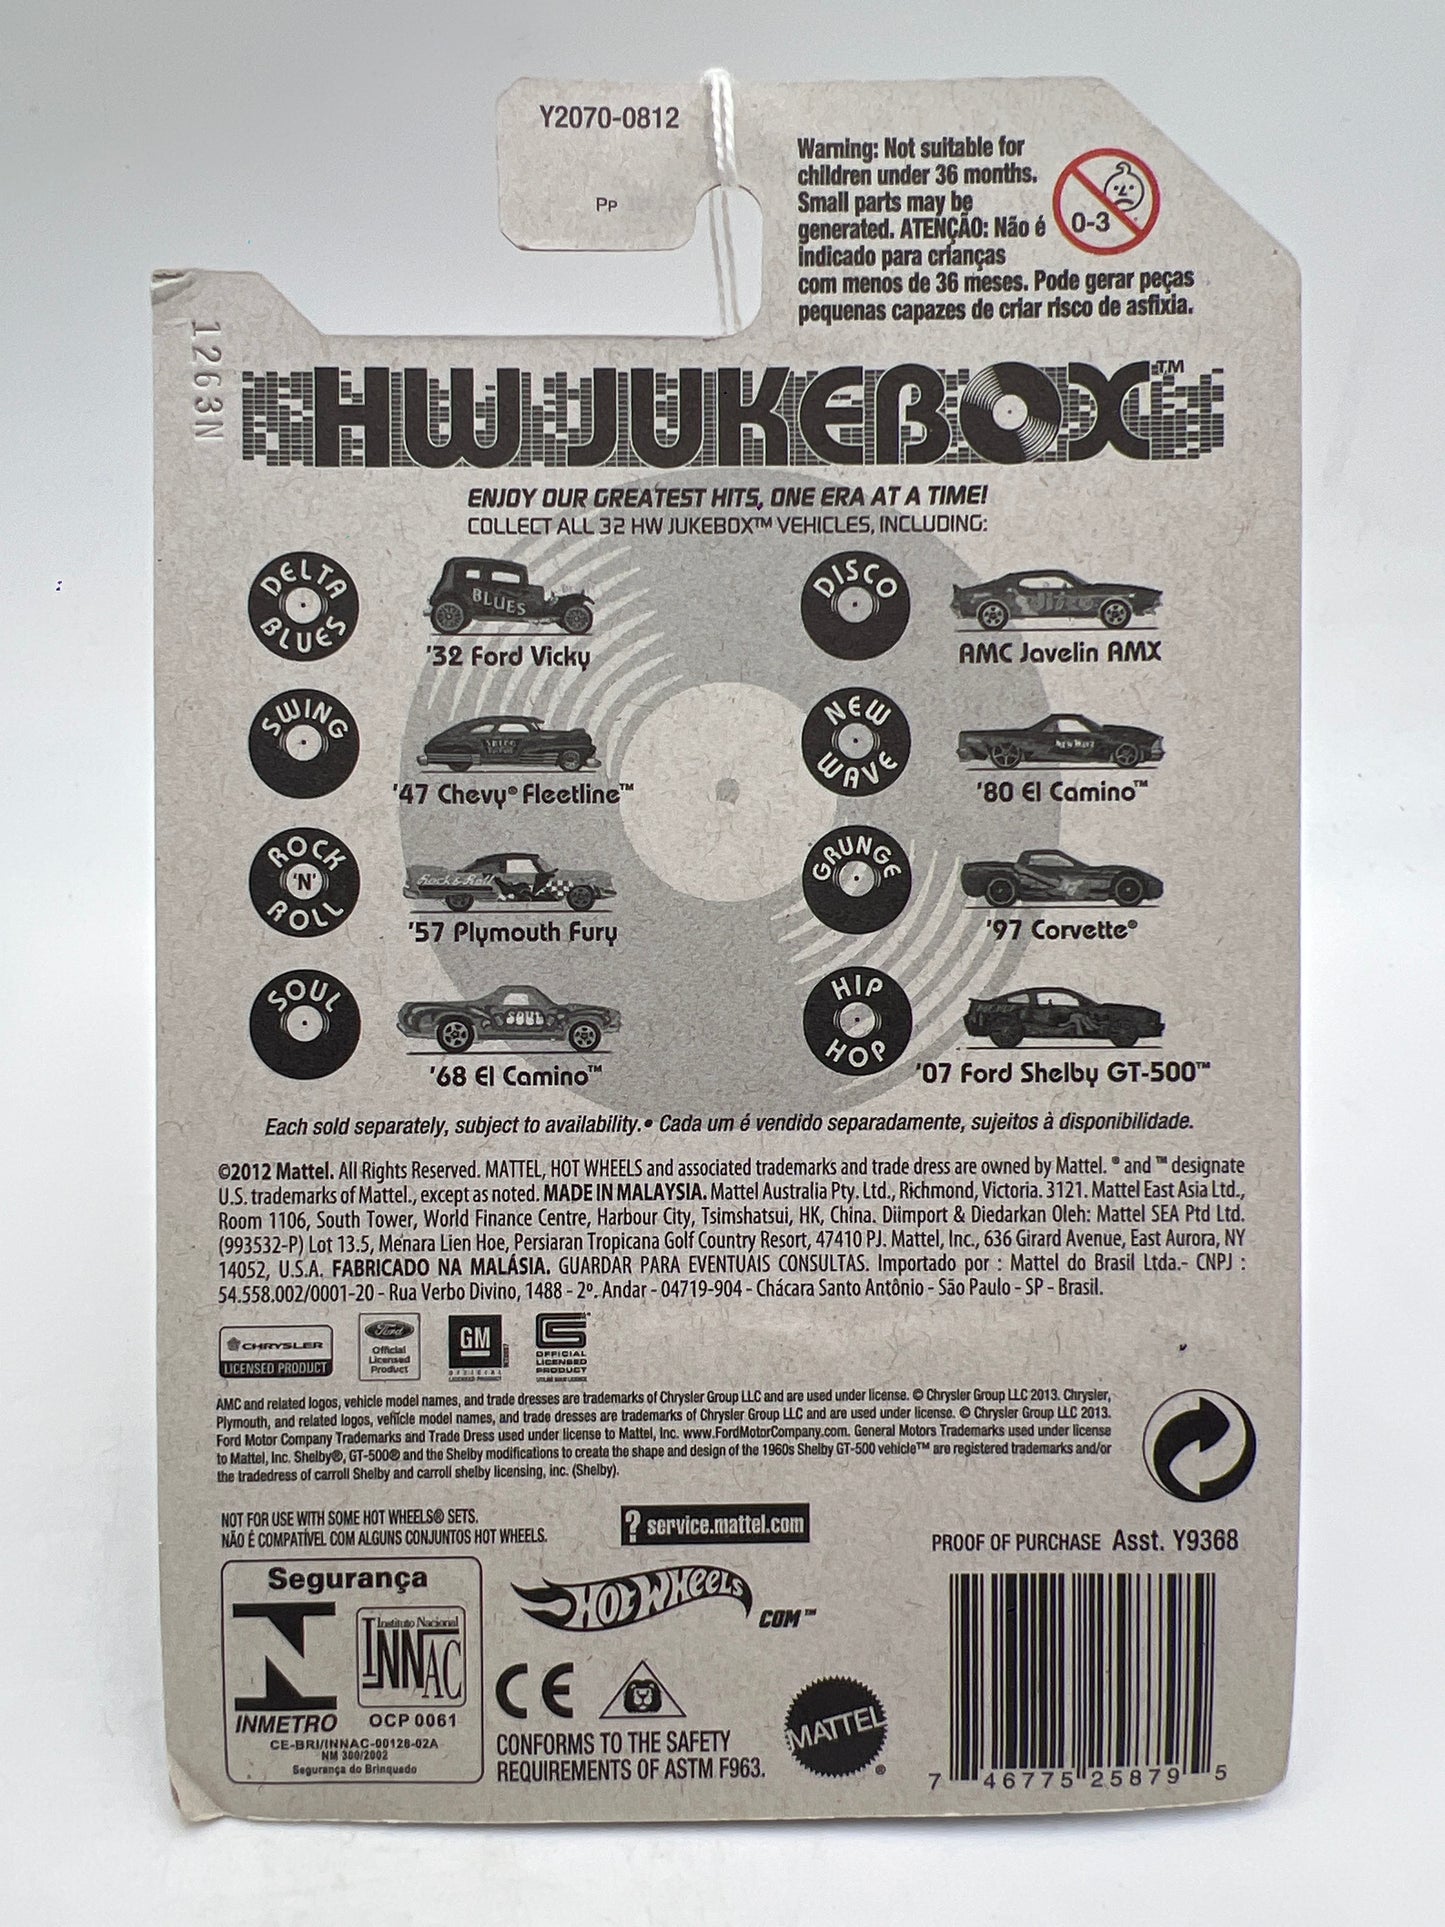 Y2070-0812
Pp
Warning: Not suitable for
children under 36 months.
Small parts may be
generated. ATENÇÃO: Não é
indicado para crianças
com menos de 36 meses. Pode gerar peças
pequenas capazes de criar risco de asfixia.
0-3
1263N
HW JUKEBOX™
ENJOY OUR GREATEST HITS, ONE ERA AT A TIME!
COLLECT ALL 32 HW JUKEBOX™ VEHICLES, INCLUDING:
DELTA BLUES
BLUES
'32 Ford Vicky
DISCO
AMC Javelin AMX
SWING
'47 Chevy® Fleetline™
NEW WAVE
NEW WAVE
'80 El Camino™
ROCK 'N' ROLL
Rock & Roll
'57 Plymouth Fury
GRUNGE
'97 Corvette®
SOUL
SOUL
'68 El Camino™
HIP HOP
'07 Ford Shelby GT-500™
Each sold separately, subject to availability.• Cada um é vendido separadamente, sujeitos à disponibilidade.
©2012 Mattel. All Rights Reserved. MATTEL, HOT WHEELS and associated trademarks and trade dress are owned by Mattel. ® and ™ designate
U.S. trademarks of Mattel., except as noted. MADE IN MALAYSIA. Mattel Australia Pty. Ltd., Richmond, Victoria. 3121. Mattel East Asia Ltd.,
Room 1106, South Tower, World Finance Centre, Harbour City, Tsimshatsui, HK, China. Diimport & Diedarkan Oleh: Mattel SEA Ptd Ltd.
(993532-P) Lot 13.5, Menara Lien Hoe, Persiaran Tropicana Golf Country Resort, 47410 PJ. Mattel, Inc., 636 Girard Avenue, East Aurora, NY
14052, U.S.A. FABRICADO NA MALÁSIA. GUARDAR PARA EVENTUAIS CONSULTAS. Importado por : Mattel do Brasil Ltda.- CNPJ :
54.558.002/0001-20 - Rua Verbo Divino, 1488 - 2º. Andar - 04719-904 - Chácara Santo Antônio - São Paulo - SP - Brasil.
CHRYSLER
LICENSED PRODUCT
Ford
Official
Licensed
Product
GM
OFFICIAL
LICENSED PRODUCT
CS
OFFICIAL
LICENSED
PRODUCT
AMC and related logos, vehicle model names, and trade dresses are trademarks of Chrysler Group LLC and are used under license. © Chrysler Group LLC 2013. Chrysler,
Plymouth, and related logos, vehicle model names, and trade dresses are trademarks of Chrysler Group LLC and are used under license. © Chrysler Group LLC 2013.
Ford Motor Company Trademarks and Trade Dress used under license to Mattel, Inc. www.FordMotorCompany.com. General Motors Trademarks used under license
to Mattel, Inc. Shelby®, GT-500® and the Shelby modifications to create the shape and design of the 1960s Shelby GT-500 vehicle™ are registered trademarks and/or
the tradedress of carroll Shelby and carroll shelby licensing, inc. (Shelby).
NOT FOR USE WITH SOME HOT WHEELS® SETS.
NÃO É COMPATÍVEL COM ALGUNS CONJUNTOS HOT WHEELS.
? service.mattel.com
PROOF OF PURCHASE Asst. Y9368
Segurança
Instituto Nacional
INNAC
INMETRO
OCP 0061
CE-BRI/INNAC-00128-02A
NM 300/2002
Segurança do Brinquedo
HOT WHEELS
COM™
CE
CONFORMS TO THE SAFETY
REQUIREMENTS OF ASTM F963.
MATTEL®
7 46775 25879 5